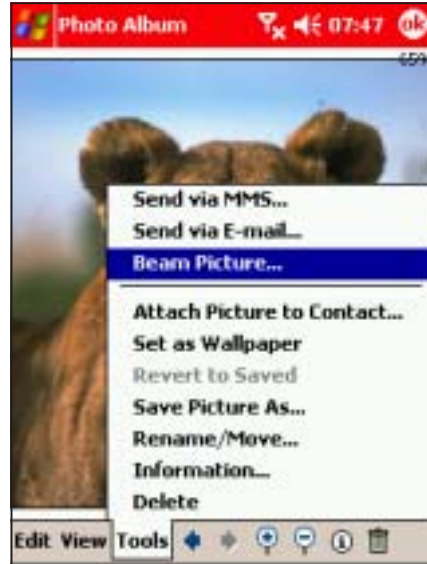 Photo Album 07:47 ok
659
Send via MMS...
Send via E-mail...
Beam Picture...
Attach Picture to Contact...
Set as Wallpaper
Revert to Saved
Save Picture As...
Rename/Move...
Information...
Delete
Edit View Tools